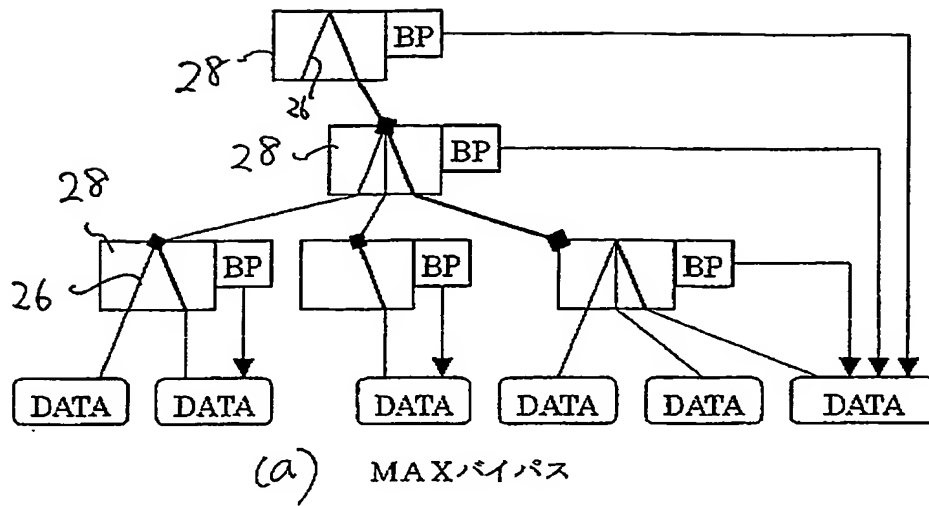 BP
28
26
28
BP
28
BP
BP
BP
26
DATA
DATA
DATA
DATA
DATA
DATA
(a) MAXバイパス